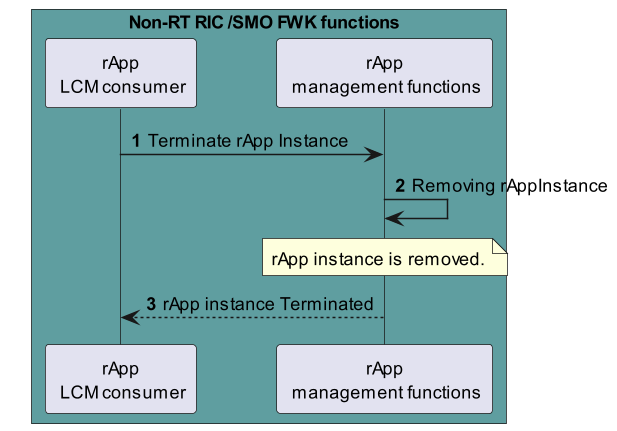 Non-RT RIC /SMO FWK functions
rApp
LCM consumer
rApp
management functions
1 Terminate rApp Instance
2 Removing rAppInstance
rApp instance is removed.
3 rApp instance Terminated
rApp
LCM consumer
rApp
management functions